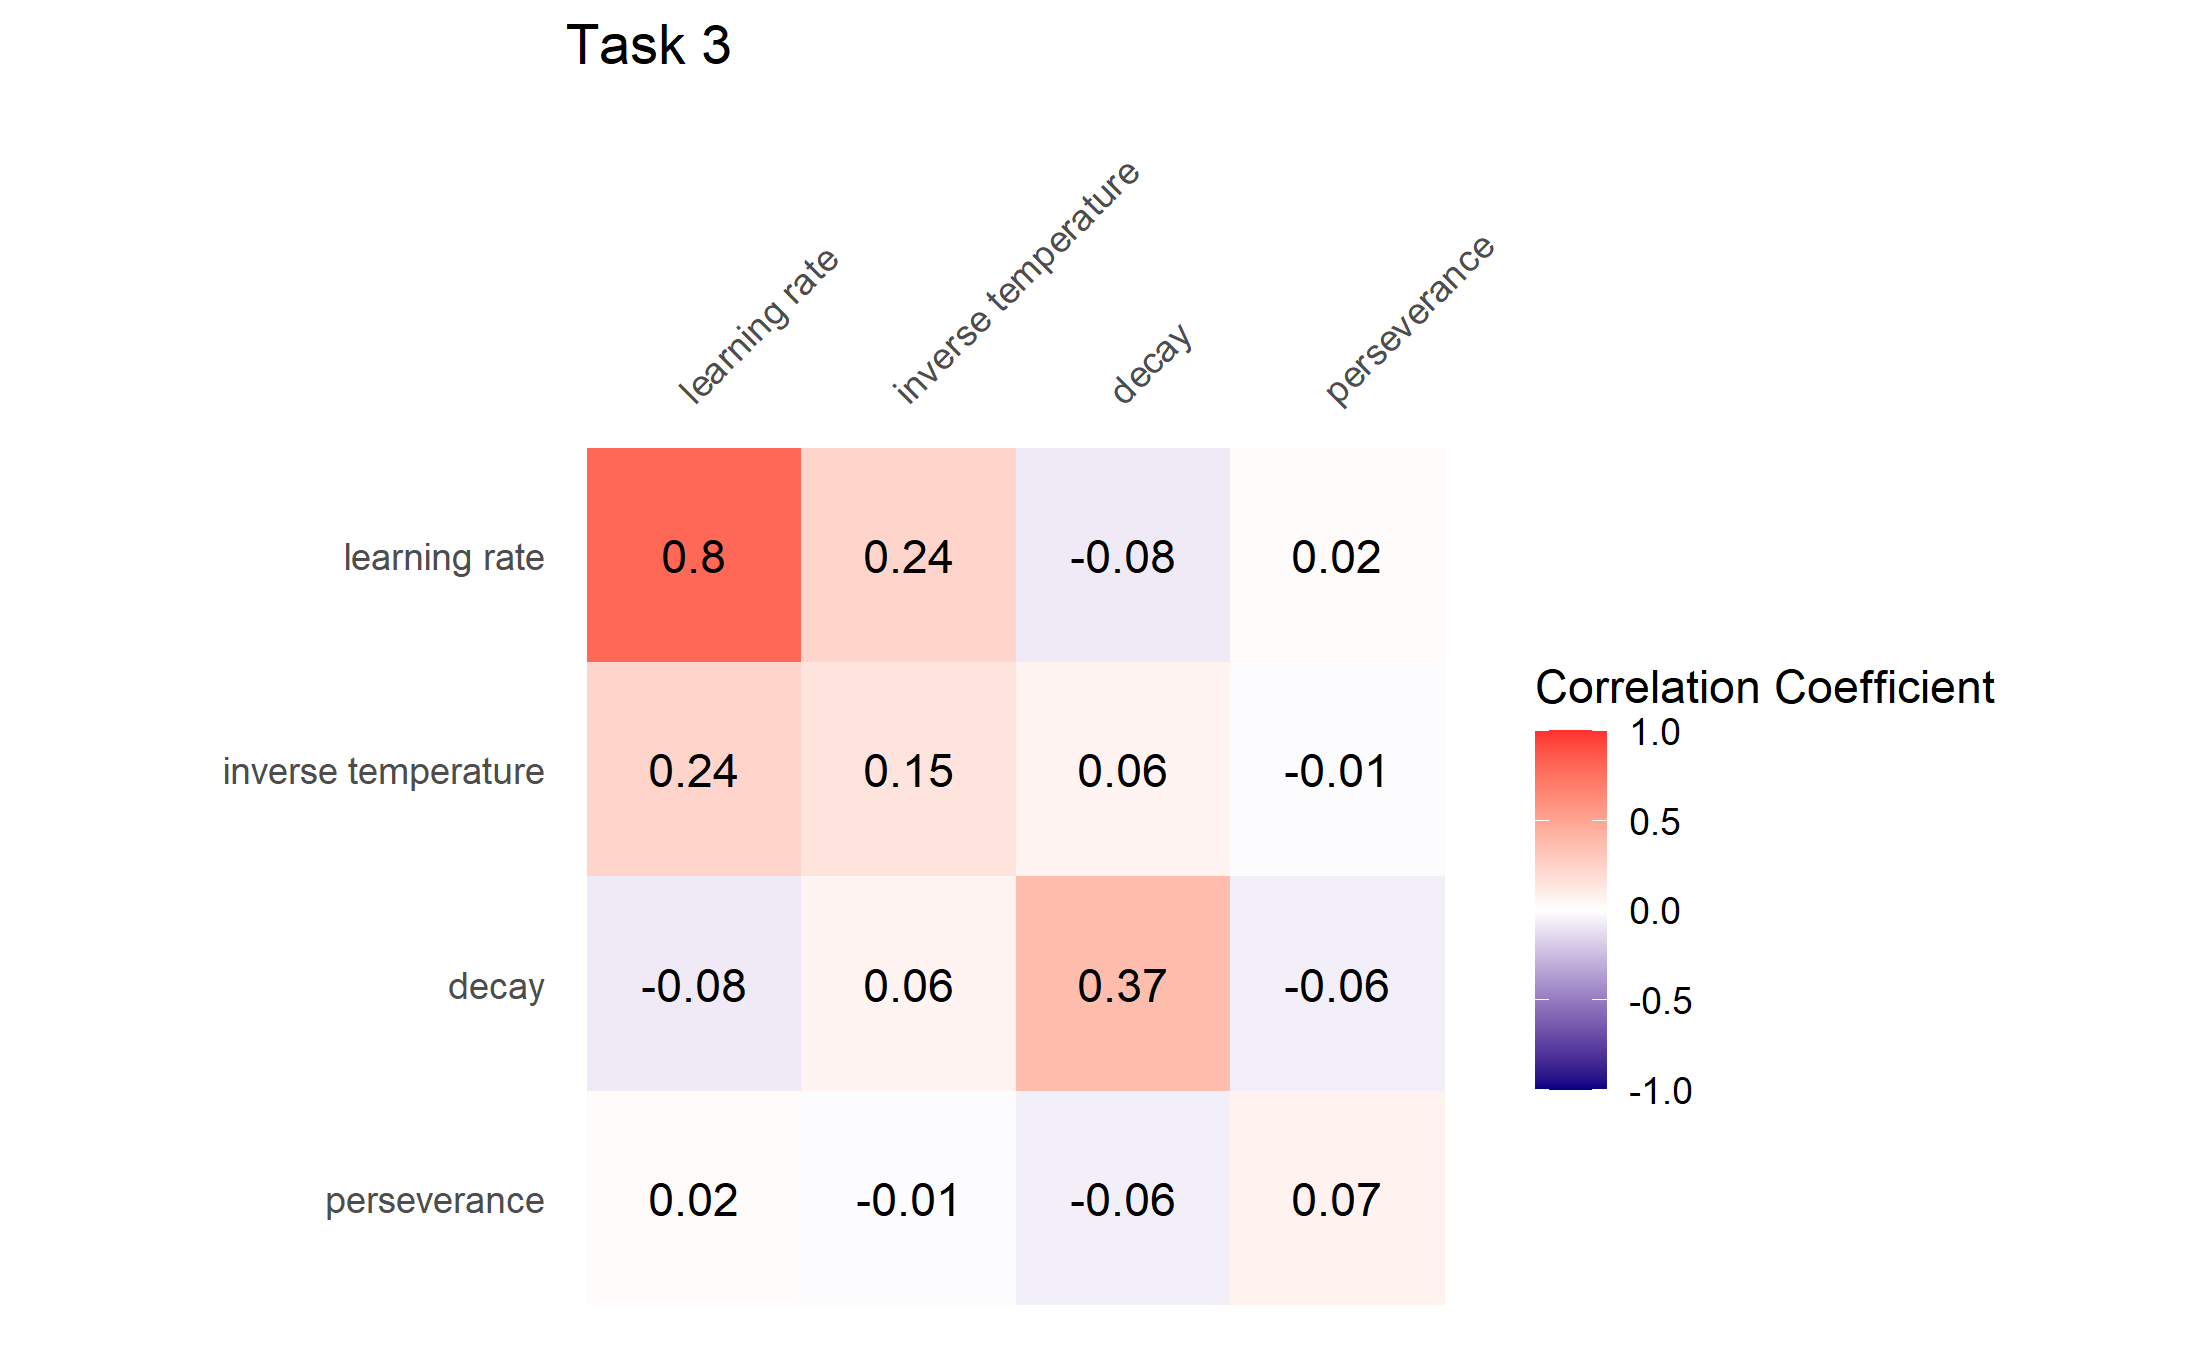 Task 3
learning rate
inverse temperature
decay
perseverance
learning rate
0.8 0.24 -0.08 0.02
inverse temperature
0.24 0.15 0.06 -0.01
decay
-0.08 0.06 0.37 -0.06
perseverance
0.02 -0.01 -0.06 0.07
Correlation Coefficient
1.0
0.5
0.0
-0.5
-1.0